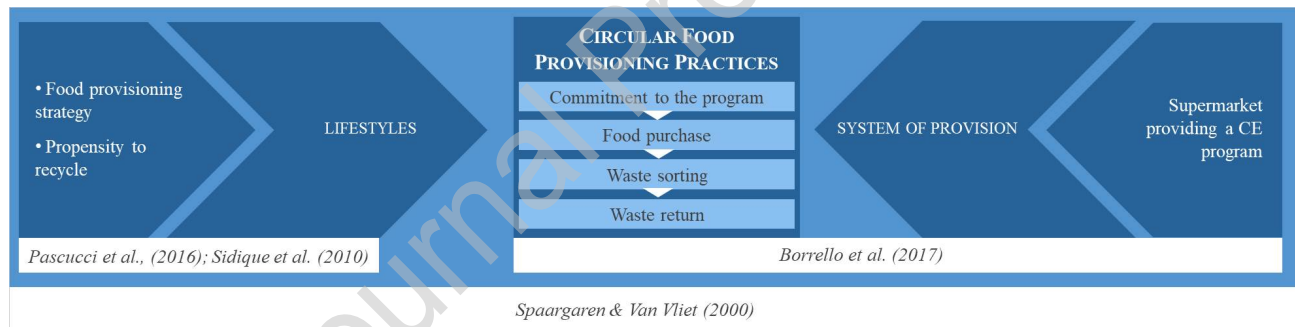 • Food provisioning
strategy
• Propensity to
recycle
LIFESTYLES
CIRCULAR FOOD
PROVISIONING PRACTICES
Commitment to the program
Food purchase
Waste sorting
Waste return
SYSTEM OF PROVISION
Supermarket
providing a CE
program
Pascucci et al., (2016); Sidique et al. (2010)
Borrello et al. (2017)
Spaargaren & Van Vliet (2000)